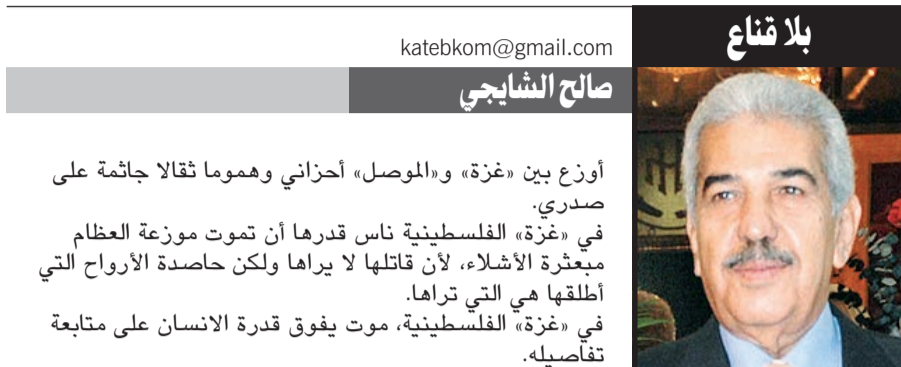 بلا قناع
katebkom@gmail.com
صالح الشايجي
أوزع بين «غزة» و«الموصل» أحزاني وهموما ثقالا جاثمة على
صدري.
في «غزة» الفلسطينية ناس قدرها أن تموت موزعة العظام
مبعثرة الأشلاء، لأن قاتلها لا يراها ولكن حاصدة الأرواح التي
أطلقها هي التي تراها.
في «غزة» الفلسطينية، موت يفوق قدرة الانسان على متابعة
تفاصيله.